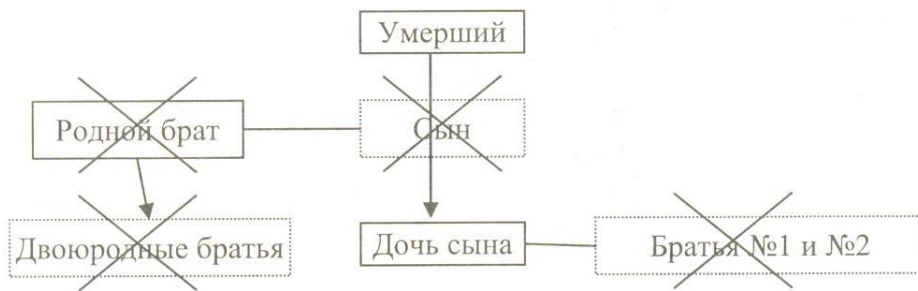 Умерший
Родной брат
Сын
Двоюродные братья
Дочь сына
Братья №1 и №2